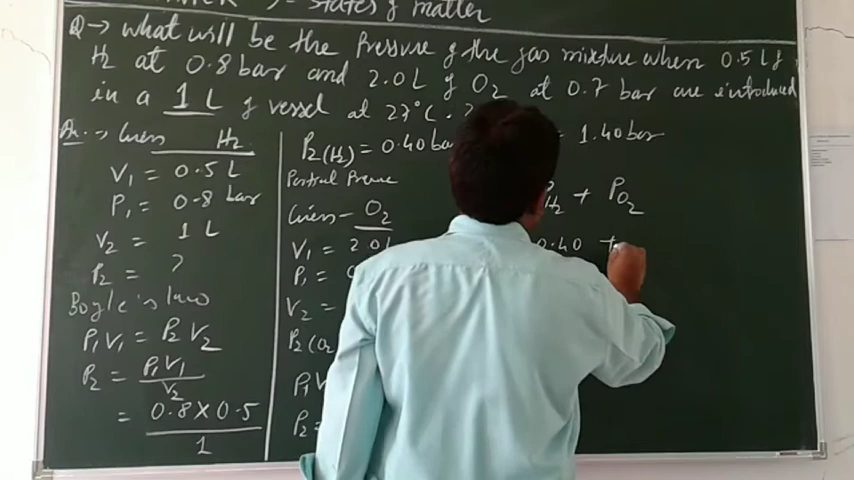 States of matter
Q → what will be the Pressure of the gas mixture when 0.5 L of
H2 at 0.8 bar and 2.0 L of O2 at 0.7 bar are introduced
in a 1 L of vessel at 27°C. ?
An. → Given H2
V1 = 0.5 L
P1 = 0.8 bar
V2 = 1 L
P2 = ?
Boyle's law
P1V1 = P2V2
P2 = P1V1 / V2
= 0.8 × 0.5 / 1
P2(H2) = 0.40 ba
Partial
Given - O2
V1 = 2.0 L
P1 =
V2 =
P2(O2
P1V
P2 =
= 1.40 bar
H2 + PO2
0.40 +